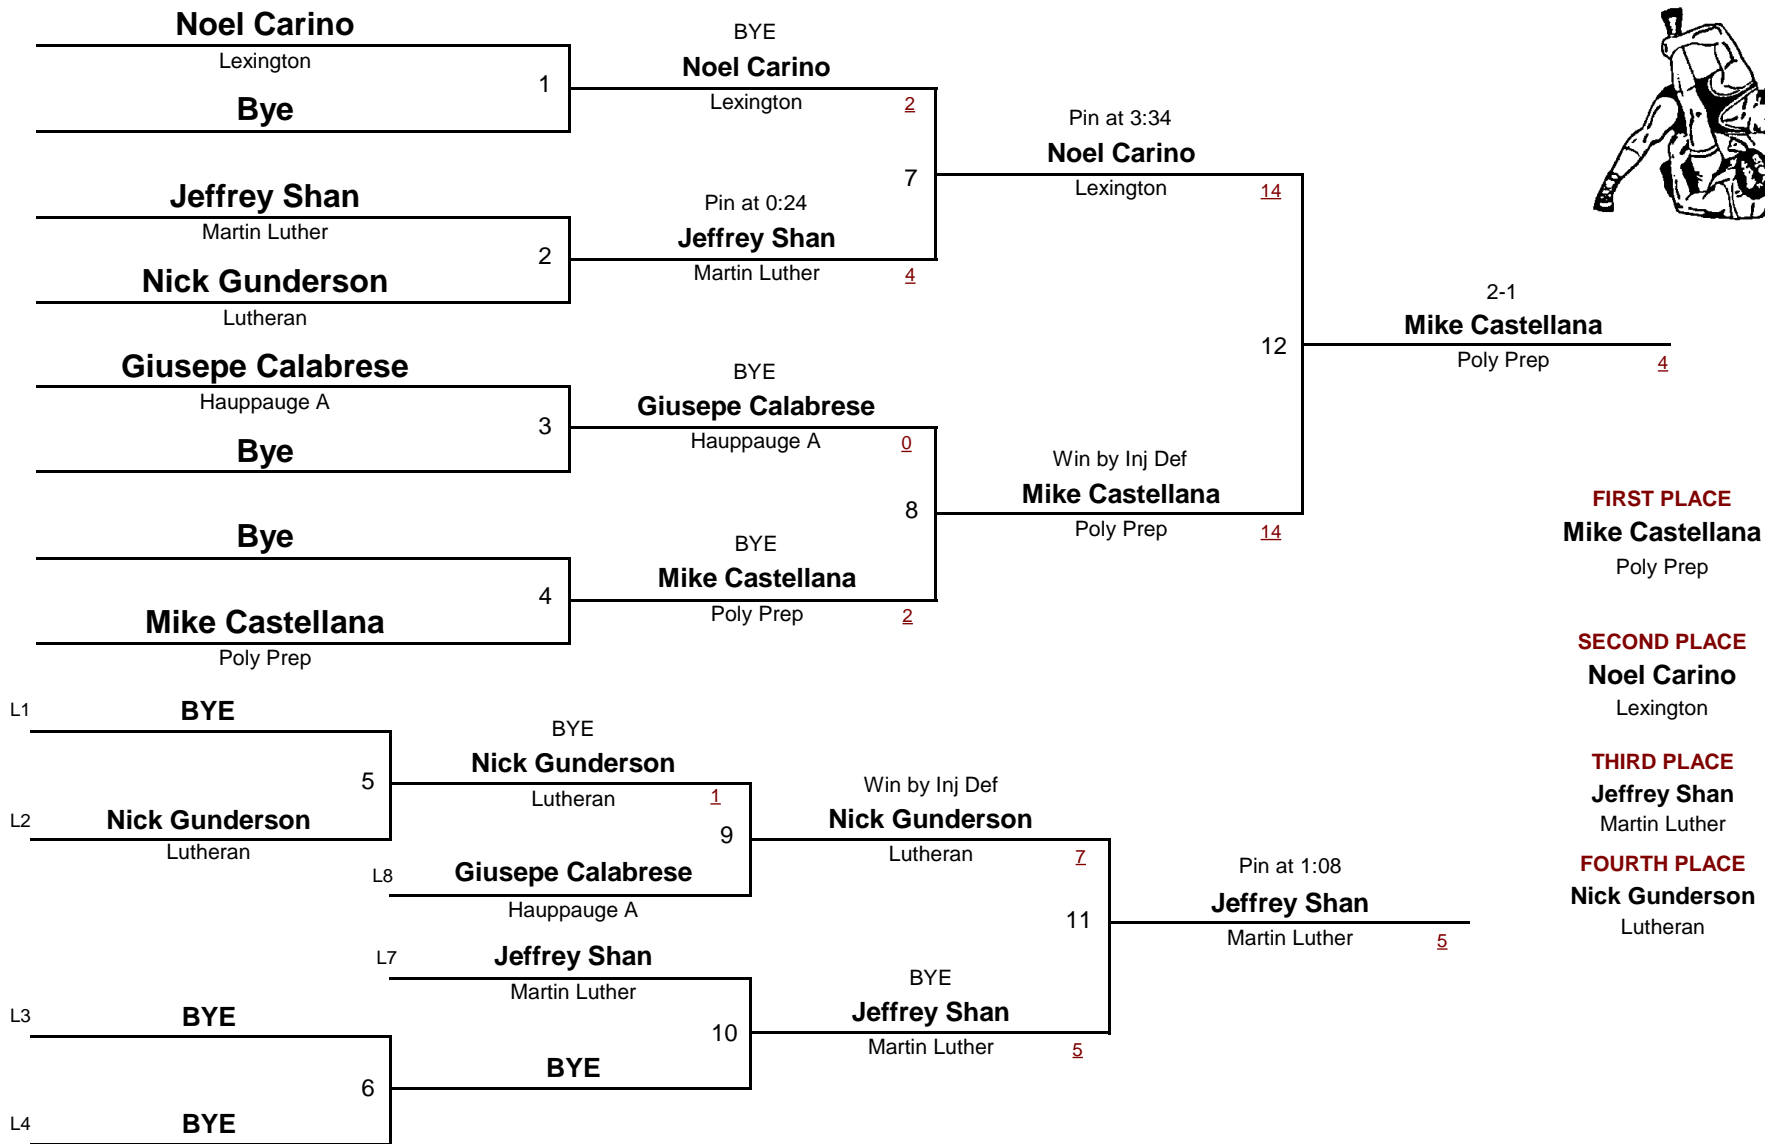 Noel Carino
Lexington
1
Bye
BYE
Noel Carino
Lexington
2
Jeffrey Shan
Martin Luther
2
Nick Gunderson
Lutheran
Pin at 0:24
Jeffrey Shan
Martin Luther
4
7
Pin at 3:34
Noel Carino
Lexington
14
Giusepe Calabrese
Hauppauge A
3
Bye
BYE
Giusepe Calabrese
Hauppauge A
0
Bye
4
Mike Castellana
Poly Prep
BYE
Mike Castellana
Poly Prep
2
8
Win by Inj Def
Mike Castellana
Poly Prep
14
12
2-1
Mike Castellana
Poly Prep
4
FIRST PLACE
Mike Castellana
Poly Prep
SECOND PLACE
Noel Carino
Lexington
THIRD PLACE
Jeffrey Shan
Martin Luther
FOURTH PLACE
Nick Gunderson
Lutheran
L1
BYE
5
L2
Nick Gunderson
Lutheran
BYE
Nick Gunderson
Lutheran
1
9
L8
Giusepe Calabrese
Hauppauge A
Win by Inj Def
Nick Gunderson
Lutheran
7
L7
Jeffrey Shan
Martin Luther
10
L3
BYE
6
L4
BYE
BYE
BYE
Jeffrey Shan
Martin Luther
5
11
Pin at 1:08
Jeffrey Shan
Martin Luther
5